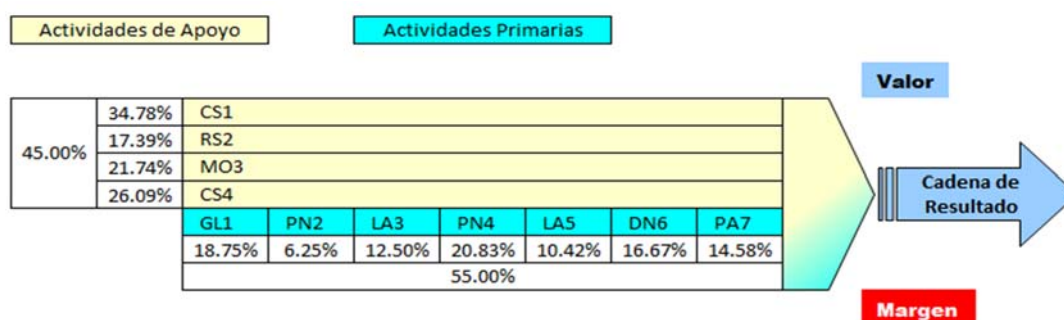 Actividades de Apoyo
Actividades Primarias
Valor
45.00%
34.78% CS1
17.39% RS2
21.74% MO3
26.09% CS4
GL1 PN2 LA3 PN4 LA5 DN6 PA7
18.75% 6.25% 12.50% 20.83% 10.42% 16.67% 14.58%
55.00%
Cadena de
Resultado
Margen